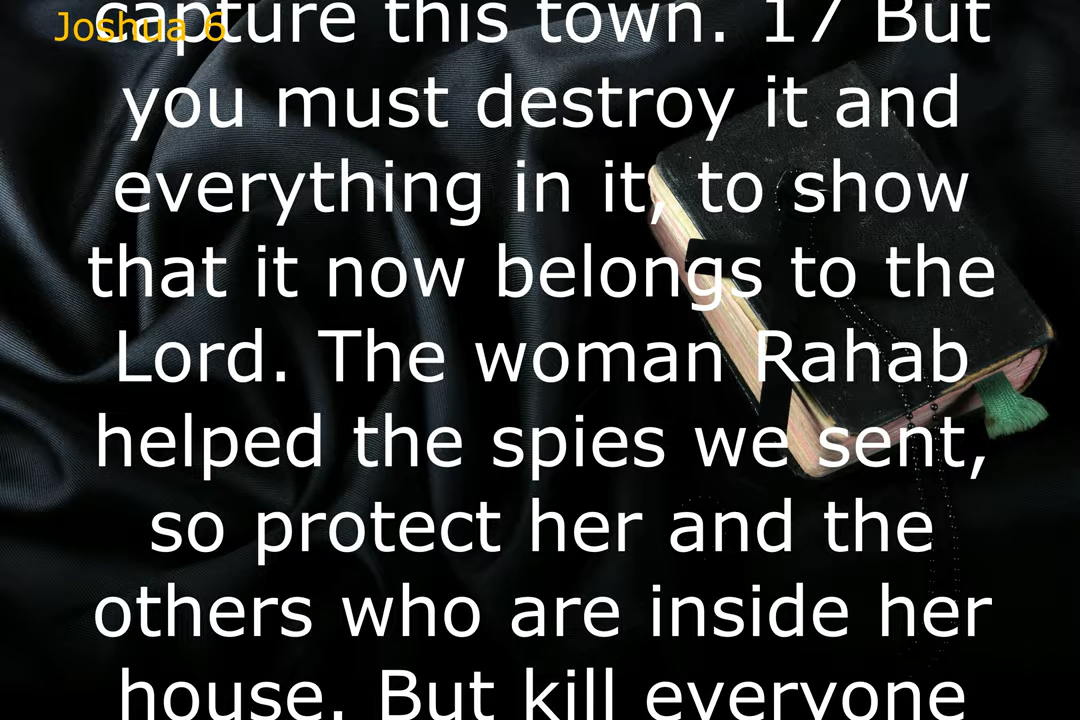 Joshua 6
capture this town. 17 But
you must destroy it and
everything in it, to show
that it now belongs to the
Lord. The woman Rahab
helped the spies we sent,
so protect her and the
others who are inside her
house. But kill everyone